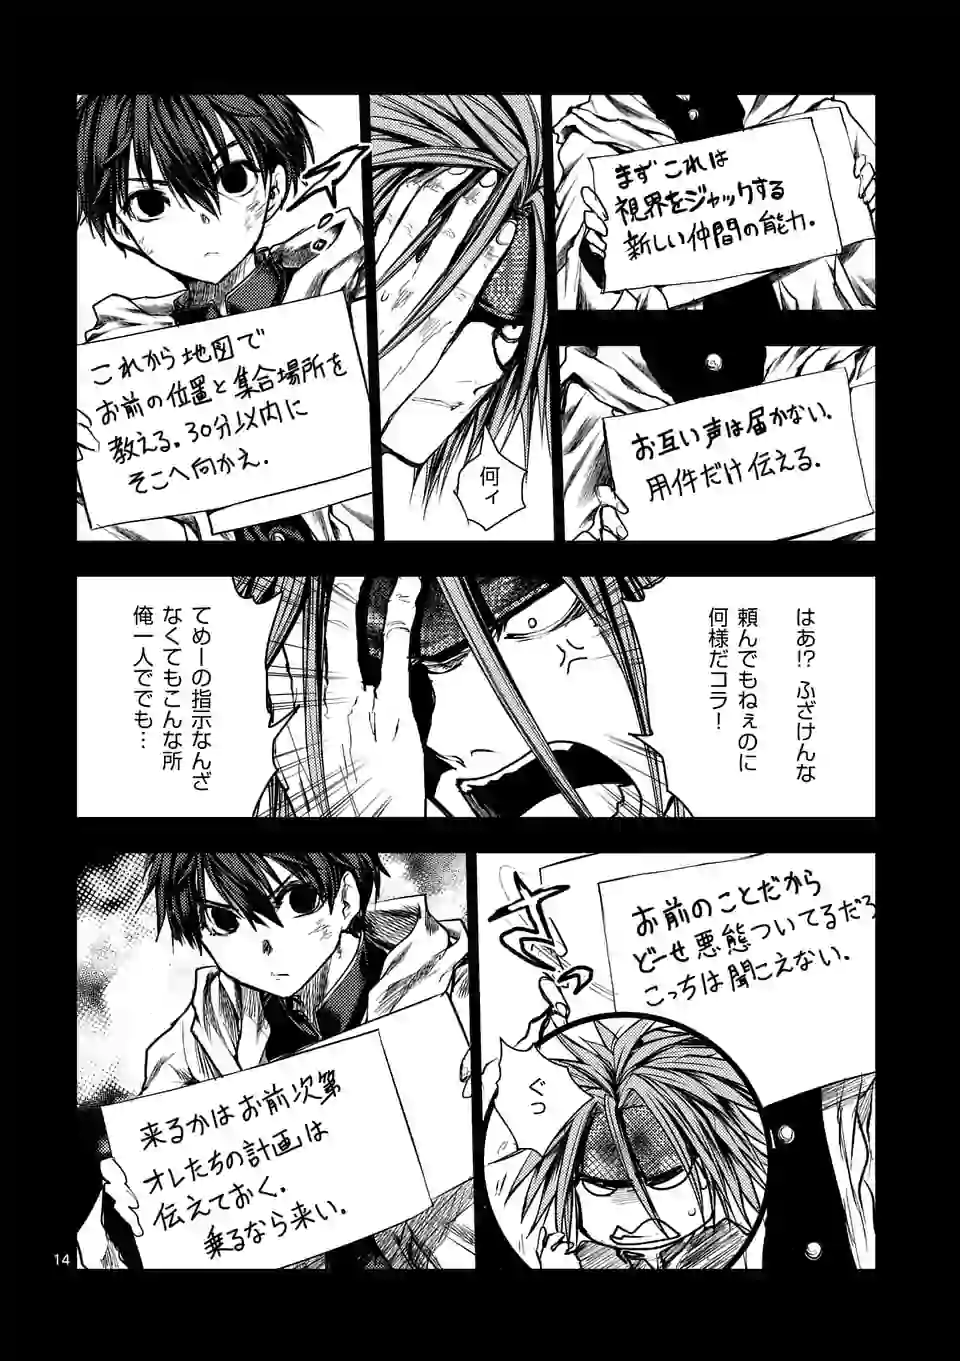 まずこれは
視界をジャックする
新しい仲間の能力.
お互い声は届かない.
用件だけ伝える.
何ィ
これから地図で
お前の位置と集合場所を
教える.30分以内に
そこへ向かえ.
はあ!? ふざけんな
頼んでもねぇのに
何様だコラ!
てめーの指示なんざ
なくてもこんな所
俺一人ででも…
お前のことだから
どーせ悪態ついてるだろ
こっちは聞こえない.
ぐっ
来るかはお前次第
オレたちの計画は
伝えておく.
乗るなら来い.
14